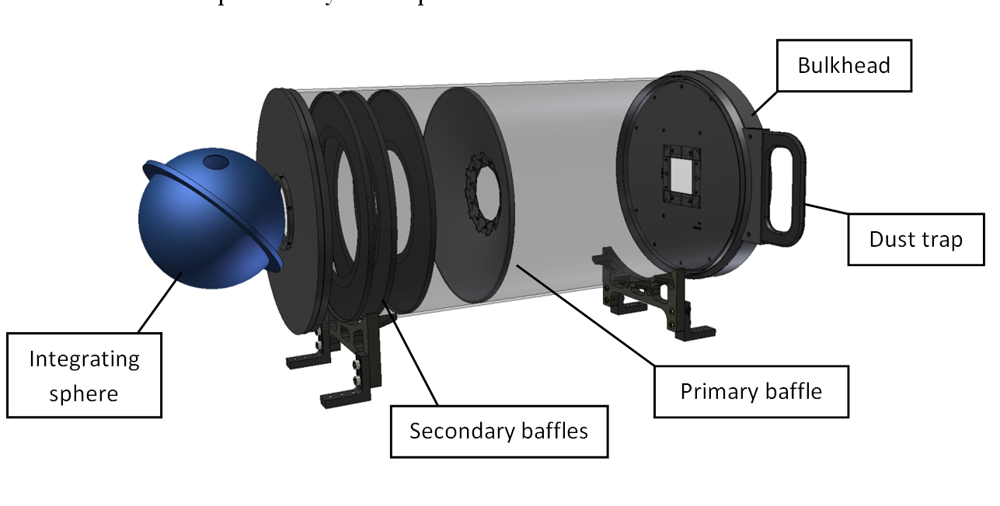 Bulkhead
Dust trap
Integrating
sphere
Primary baffle
Secondary baffles